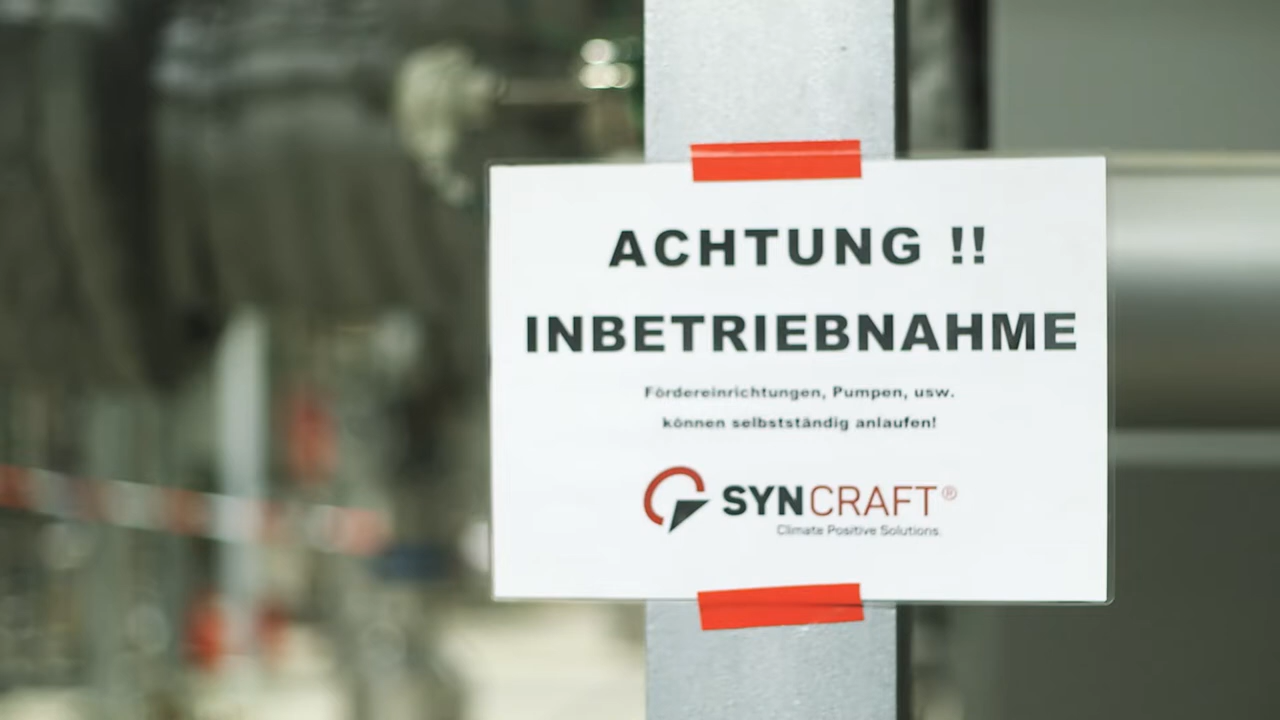 ACHTUNG !!
INBETRIEBNAHME
Fördereinrichtungen, Pumpen, usw.
können selbstständig anlaufen!
SYNCRAFT®
Climate Positive Solutions